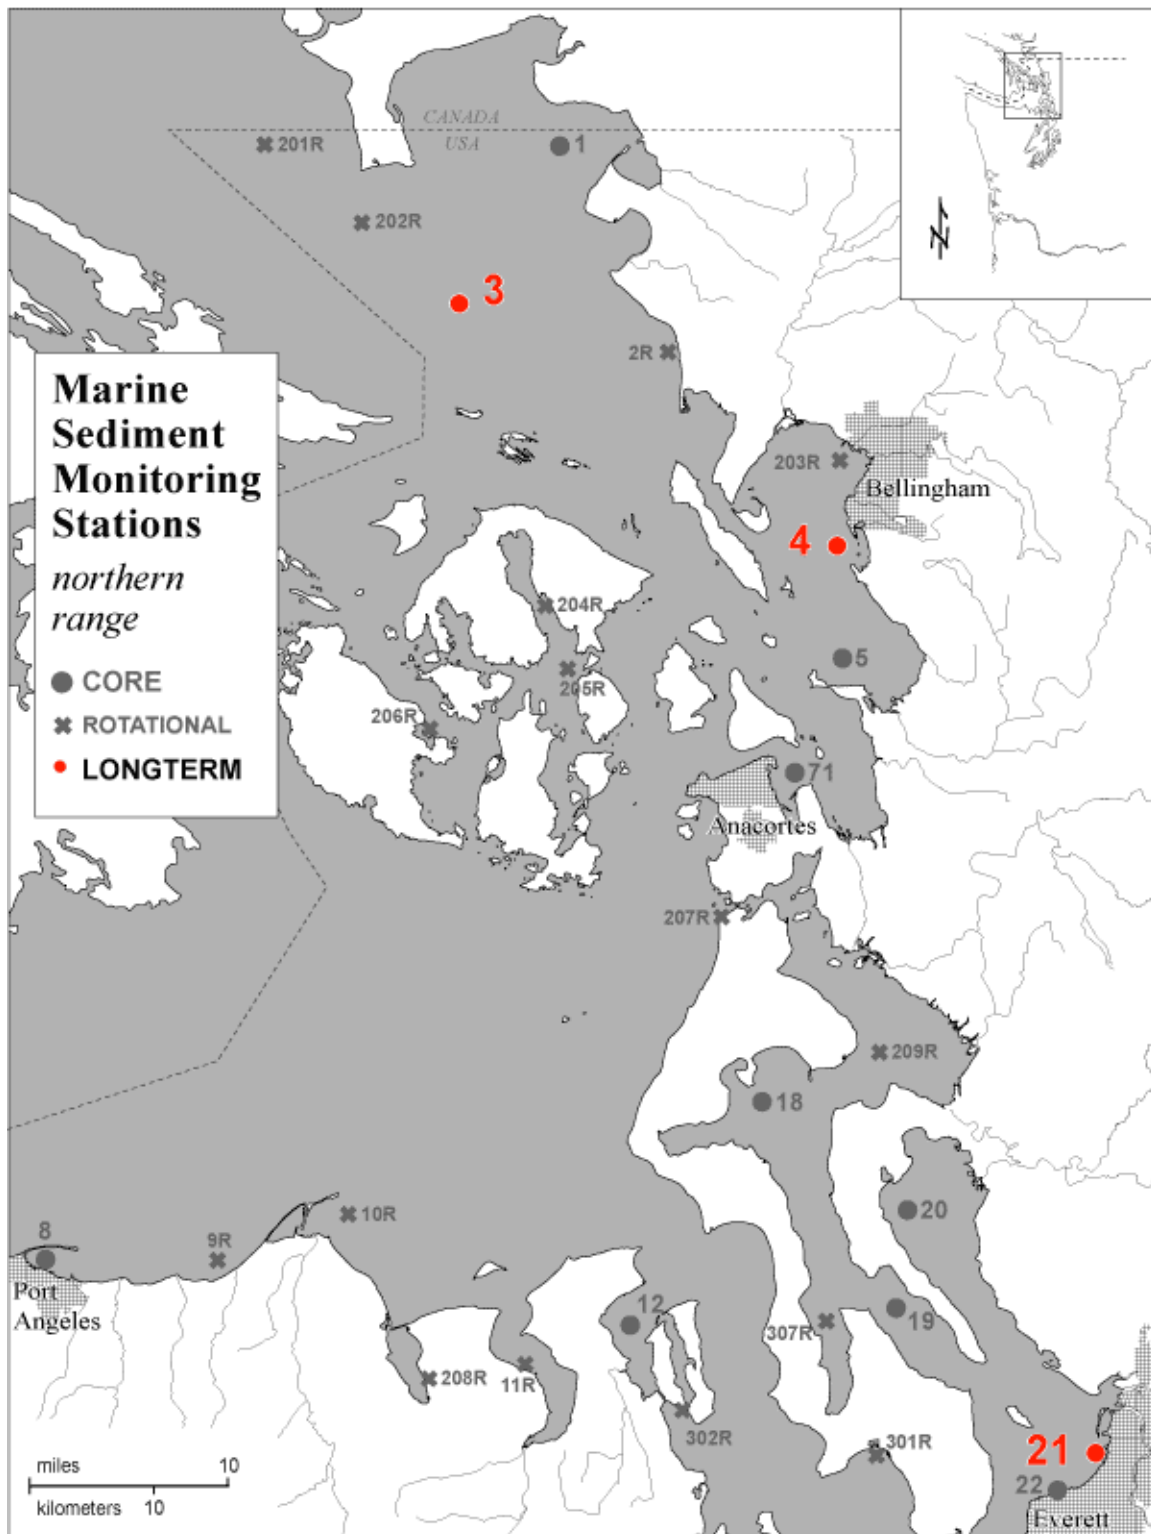 CANADA
USA
1
201R
202R
3
2R
Marine
Sediment
Monitoring
Stations
northern
range
CORE
ROTATIONAL
LONGTERM
203R
Bellingham
4
204R
5
205R
206R
71
Anacortes
207R
209R
18
20
10R
8
9R
Port
Angeles
12
19
307R
208R
11R
302R
301R
21
22
Everett
miles 10
kilometers 10
N